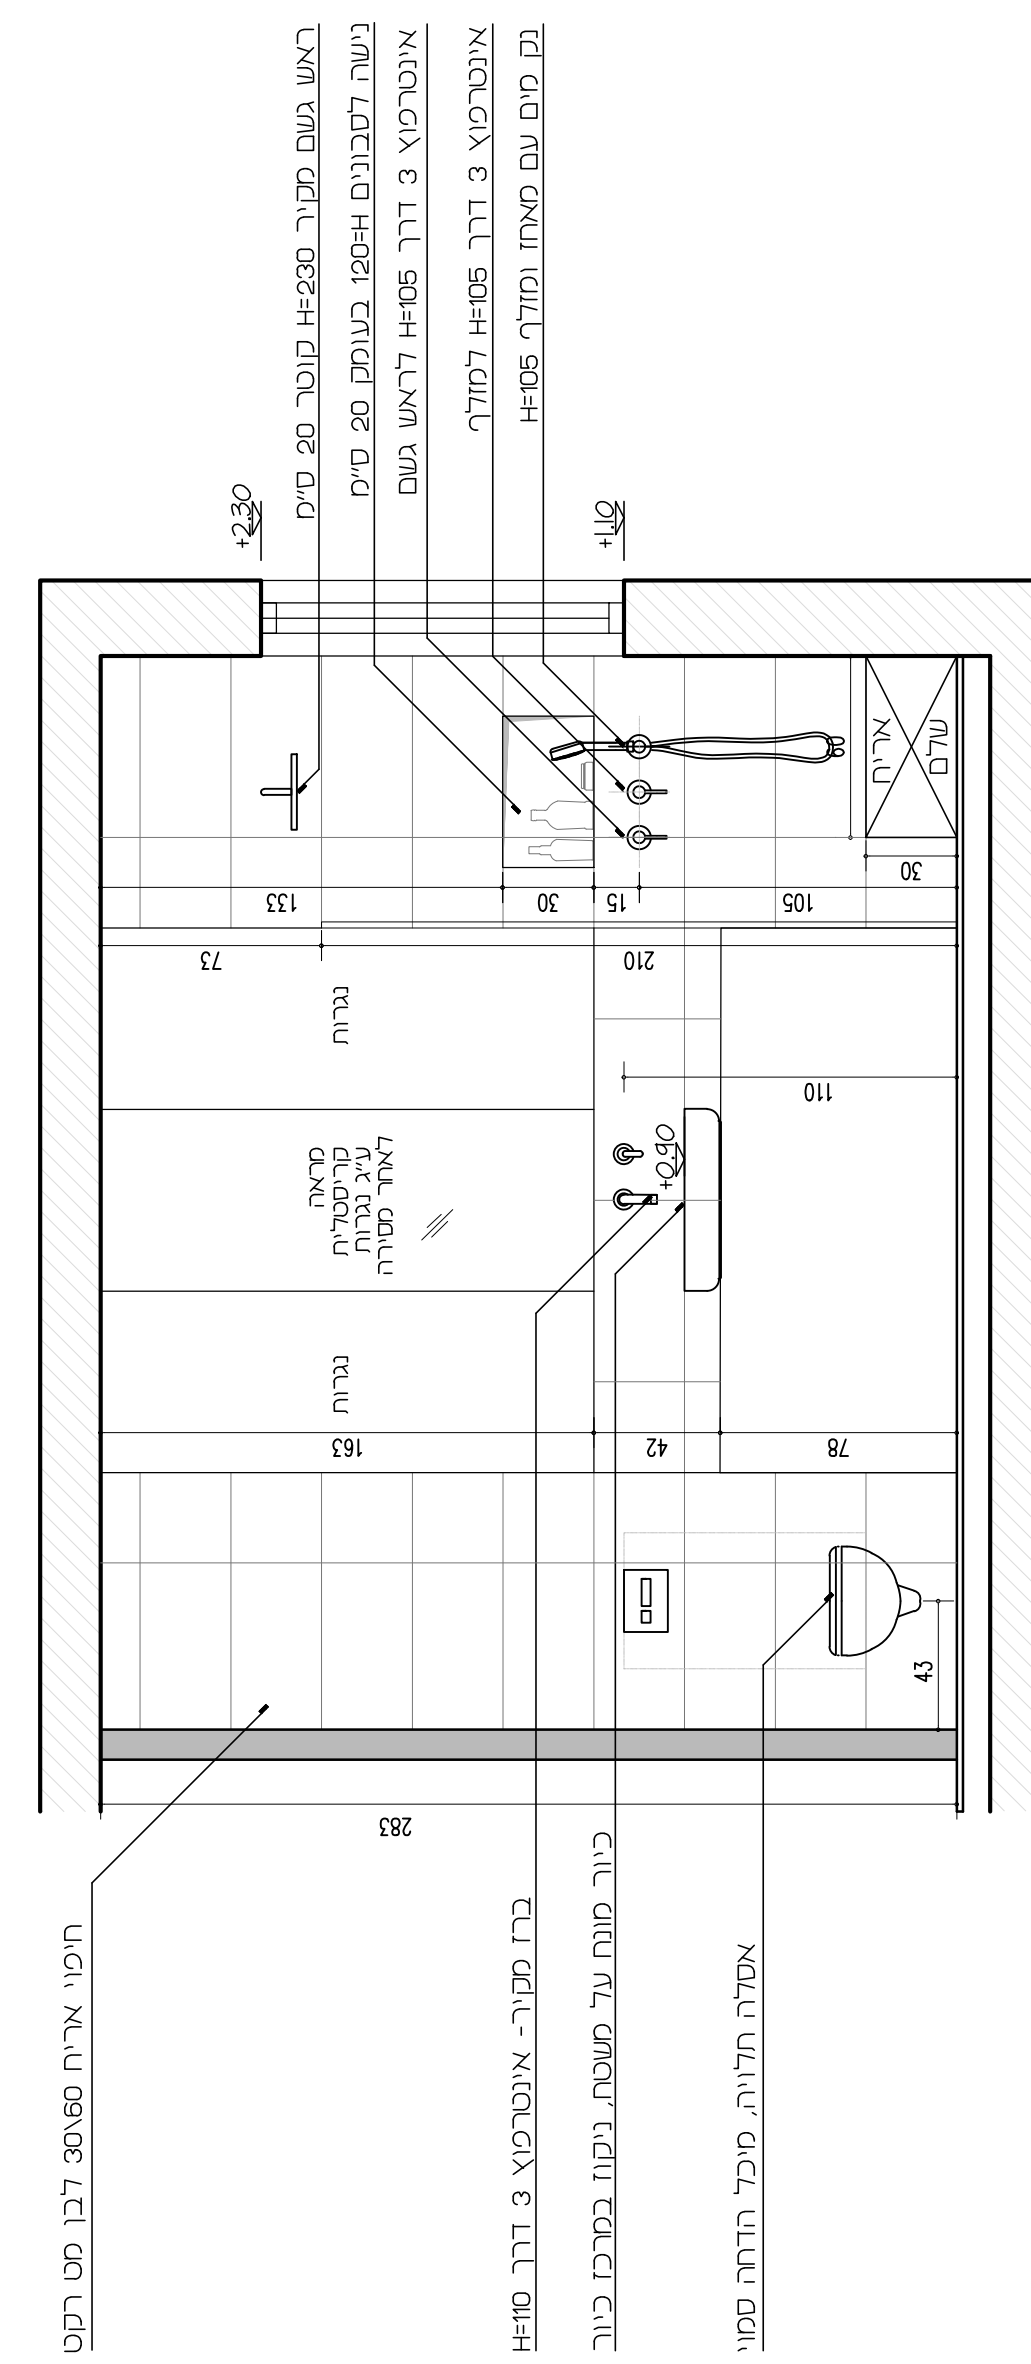 ראש גשם מקיר H=230 קוטר 20 ס"מ
נישה לסבונים H=120 בעומק 20 ס"מ
אינטרפוץ 3 דרך H=105 לראש גשם
אינטרפוץ 3 דרך H=105 למזלף
נק מים עם מאחז ומזלף H=105
+2.30
+1.10
אריח
שלם
30
133
30
15
105
73
210
נגרות
110
מראה
קריסטלית
ע"ג נגרות
לאחר מסירה
+0.90
נגרות
163
42
78
43
283
חיפוי אריח 30\60 לבן מט רקט
ברז מקיר - אינטרפוץ 3 דרך H=110
כיור מונח על משטח, ניקוז במרכז כיור
אסלה תלויה, מיכל הדחה סמוי